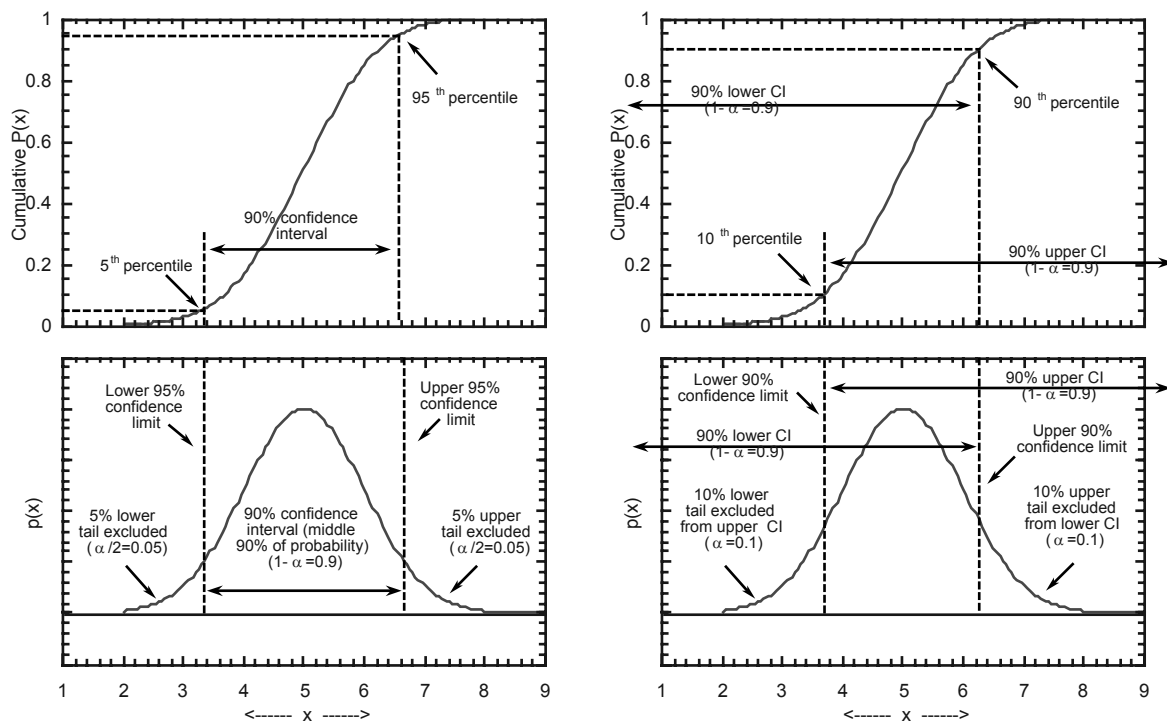 1
0.8
0.6
0.4
0.2
0
Cumulative P(x)
95 th percentile
90% confidence
interval
5 th percentile
1
0.8
0.6
0.4
0.2
0
Cumulative P(x)
90% lower CI
(1- α=0.9)
90 th percentile
10 th percentile
90% upper CI
(1- α=0.9)
p(x)
Lower 95%
confidence
limit
Upper 95%
confidence
limit
5% lower
tail excluded
( α/2=0.05)
90% confidence
interval (middle
90% of probability)
(1- α=0.9)
5% upper
tail excluded
( α/2=0.05)
1 2 3 4 5 6 7 8 9
<------ x ------>
p(x)
Lower 90%
confidence limit
90% upper CI
(1- α=0.9)
90% lower CI
(1- α=0.9)
Upper 90%
confidence limit
10% lower
tail excluded
from upper CI
(α=0.1)
10% upper
tail excluded
from lower CI
( α=0.1)
1 2 3 4 5 6 7 8 9
<------ x ------>